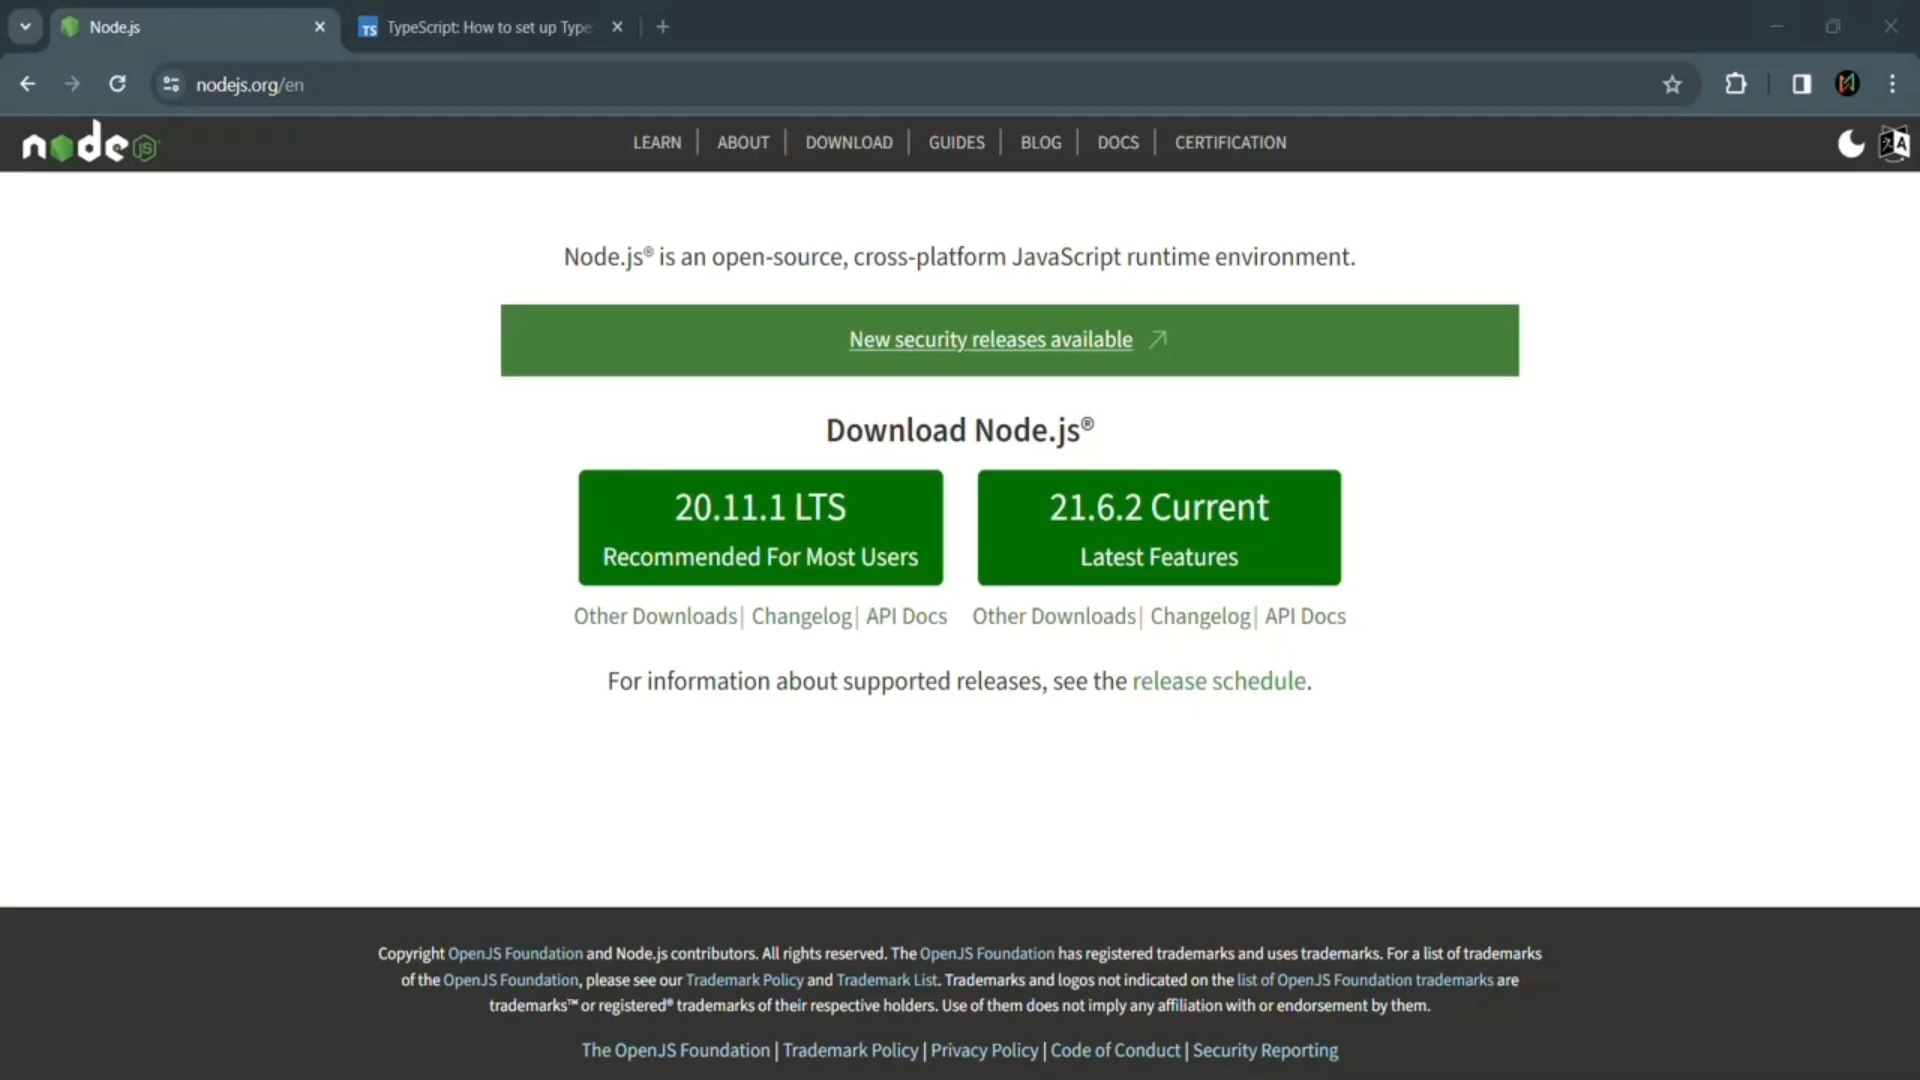 Node.js
TypeScript: How to set up Type
nodejs.org/en
node JS
LEARN | ABOUT | DOWNLOAD | GUIDES | BLOG | DOCS | CERTIFICATION
Node.js® is an open-source, cross-platform JavaScript runtime environment.
New security releases available
Download Node.js®
20.11.1 LTS
Recommended For Most Users
Other Downloads| Changelog| API Docs
21.6.2 Current
Latest Features
Other Downloads| Changelog| API Docs
For information about supported releases, see the release schedule.
Copyright OpenJS Foundation and Node.js contributors. All rights reserved. The OpenJS Foundation has registered trademarks and uses trademarks. For a list of trademarks
of the OpenJS Foundation, please see our Trademark Policy and Trademark List. Trademarks and logos not indicated on the list of OpenJS Foundation trademarks are
trademarks™ or registered® trademarks of their respective holders. Use of them does not imply any affiliation with or endorsement by them.
The OpenJS Foundation | Trademark Policy | Privacy Policy | Code of Conduct | Security Reporting